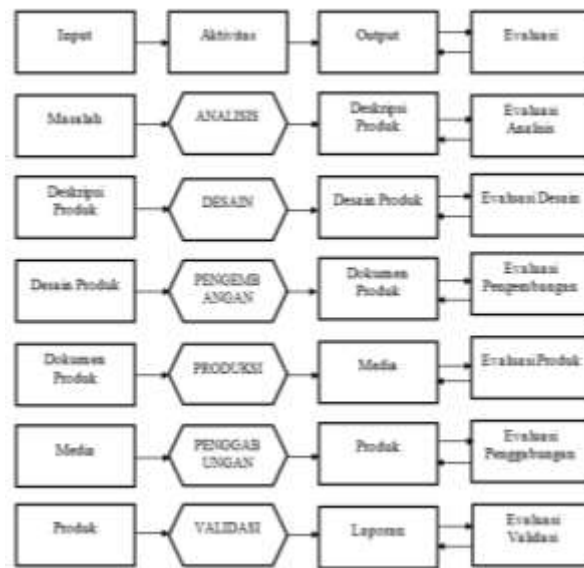 Input
Aktivitas
Output
Evaluasi
Masalah
ANALISIS
Deskripsi
Produk
Evaluasi
Analisis
Deskripsi
Produk
DESAIN
Desain Produk
Evaluasi Desain
Desain Produk
PENGEMB
ANGAN
Dokumen
Produk
Evaluasi
Pengembangan
Dokumen
Produk
PRODUKSI
Media
Evaluasi Produk
Media
PENGGAB
UNGAN
Produk
Evaluasi
Penggabungan
Produk
VALIDASI
Laporan
Evaluasi
Validasi